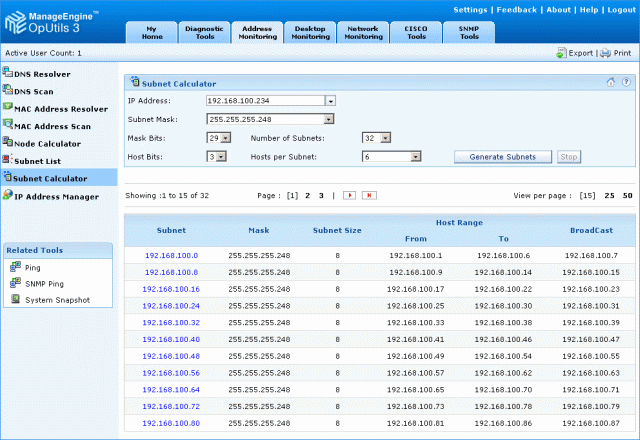 Settings | Feedback | About | Help | Logout
ManageEngine™
OpUtils 3
My Home
Diagnostic Tools
Address Monitoring
Desktop Monitoring
Network Monitoring
CISCO Tools
SNMP Tools
Active User Count: 1
Export | Print
DNS Resolver
DNS Scan
MAC Address Resolver
MAC Address Scan
Node Calculator
Subnet List
Subnet Calculator
IP Address Manager
Related Tools
Ping
SNMP Ping
System Snapshot
Subnet Calculator
IP Address: 192.168.100.234
Subnet Mask: 255.255.255.248
Mask Bits: 29 Number of Subnets: 32
Host Bits: 3 Hosts per Subnet: 6 Generate Subnets Stop
Showing :1 to 15 of 32 Page : [1] 2 3 | View per page : [15] 25 50
Subnet Mask Subnet Size Host Range BroadCast
From To
192.168.100.0 255.255.255.248 8 192.168.100.1 192.168.100.6 192.168.100.7
192.168.100.8 255.255.255.248 8 192.168.100.9 192.168.100.14 192.168.100.15
192.168.100.16 255.255.255.248 8 192.168.100.17 192.168.100.22 192.168.100.23
192.168.100.24 255.255.255.248 8 192.168.100.25 192.168.100.30 192.168.100.31
192.168.100.32 255.255.255.248 8 192.168.100.33 192.168.100.38 192.168.100.39
192.168.100.40 255.255.255.248 8 192.168.100.41 192.168.100.46 192.168.100.47
192.168.100.48 255.255.255.248 8 192.168.100.49 192.168.100.54 192.168.100.55
192.168.100.56 255.255.255.248 8 192.168.100.57 192.168.100.62 192.168.100.63
192.168.100.64 255.255.255.248 8 192.168.100.65 192.168.100.70 192.168.100.71
192.168.100.72 255.255.255.248 8 192.168.100.73 192.168.100.78 192.168.100.79
192.168.100.80 255.255.255.248 8 192.168.100.81 192.168.100.86 192.168.100.87